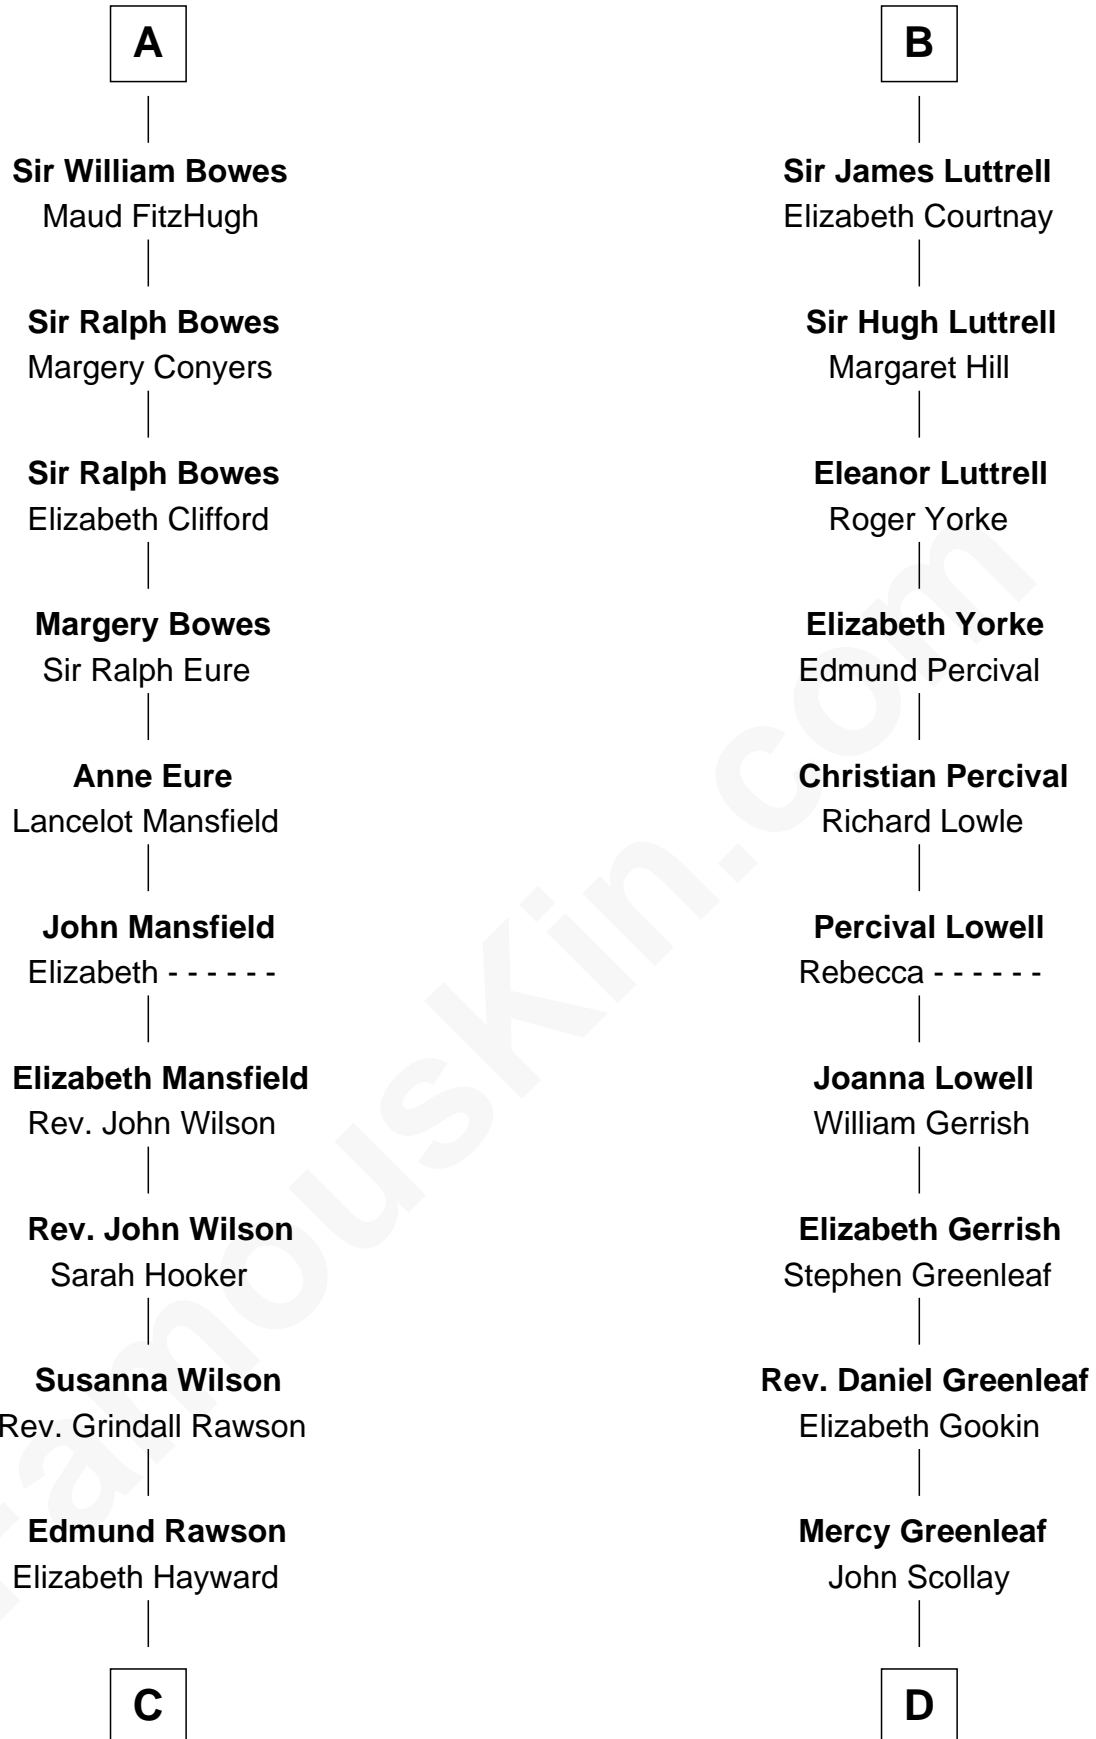 A
Sir William Bowes
Maud FitzHugh
Sir Ralph Bowes
Margery Conyers
Sir Ralph Bowes
Elizabeth Clifford
Margery Bowes
Sir Ralph Eure
Anne Eure
Lancelot Mansfield
John Mansfield
Elizabeth - - - - - -
Elizabeth Mansfield
Rev. John Wilson
Rev. John Wilson
Sarah Hooker
Susanna Wilson
Rev. Grindall Rawson
Edmund Rawson
Elizabeth Hayward
C
B
Sir James Luttrell
Elizabeth Courtnay
Sir Hugh Luttrell
Margaret Hill
Eleanor Luttrell
Roger Yorke
Elizabeth Yorke
Edmund Percival
Christian Percival
Richard Lowle
Percival Lowell
Rebecca - - - - - -
Joanna Lowell
William Gerrish
Elizabeth Gerrish
Stephen Greenleaf
Rev. Daniel Greenleaf
Elizabeth Gookin
Mercy Greenleaf
John Scollay
D
FamousKin.com